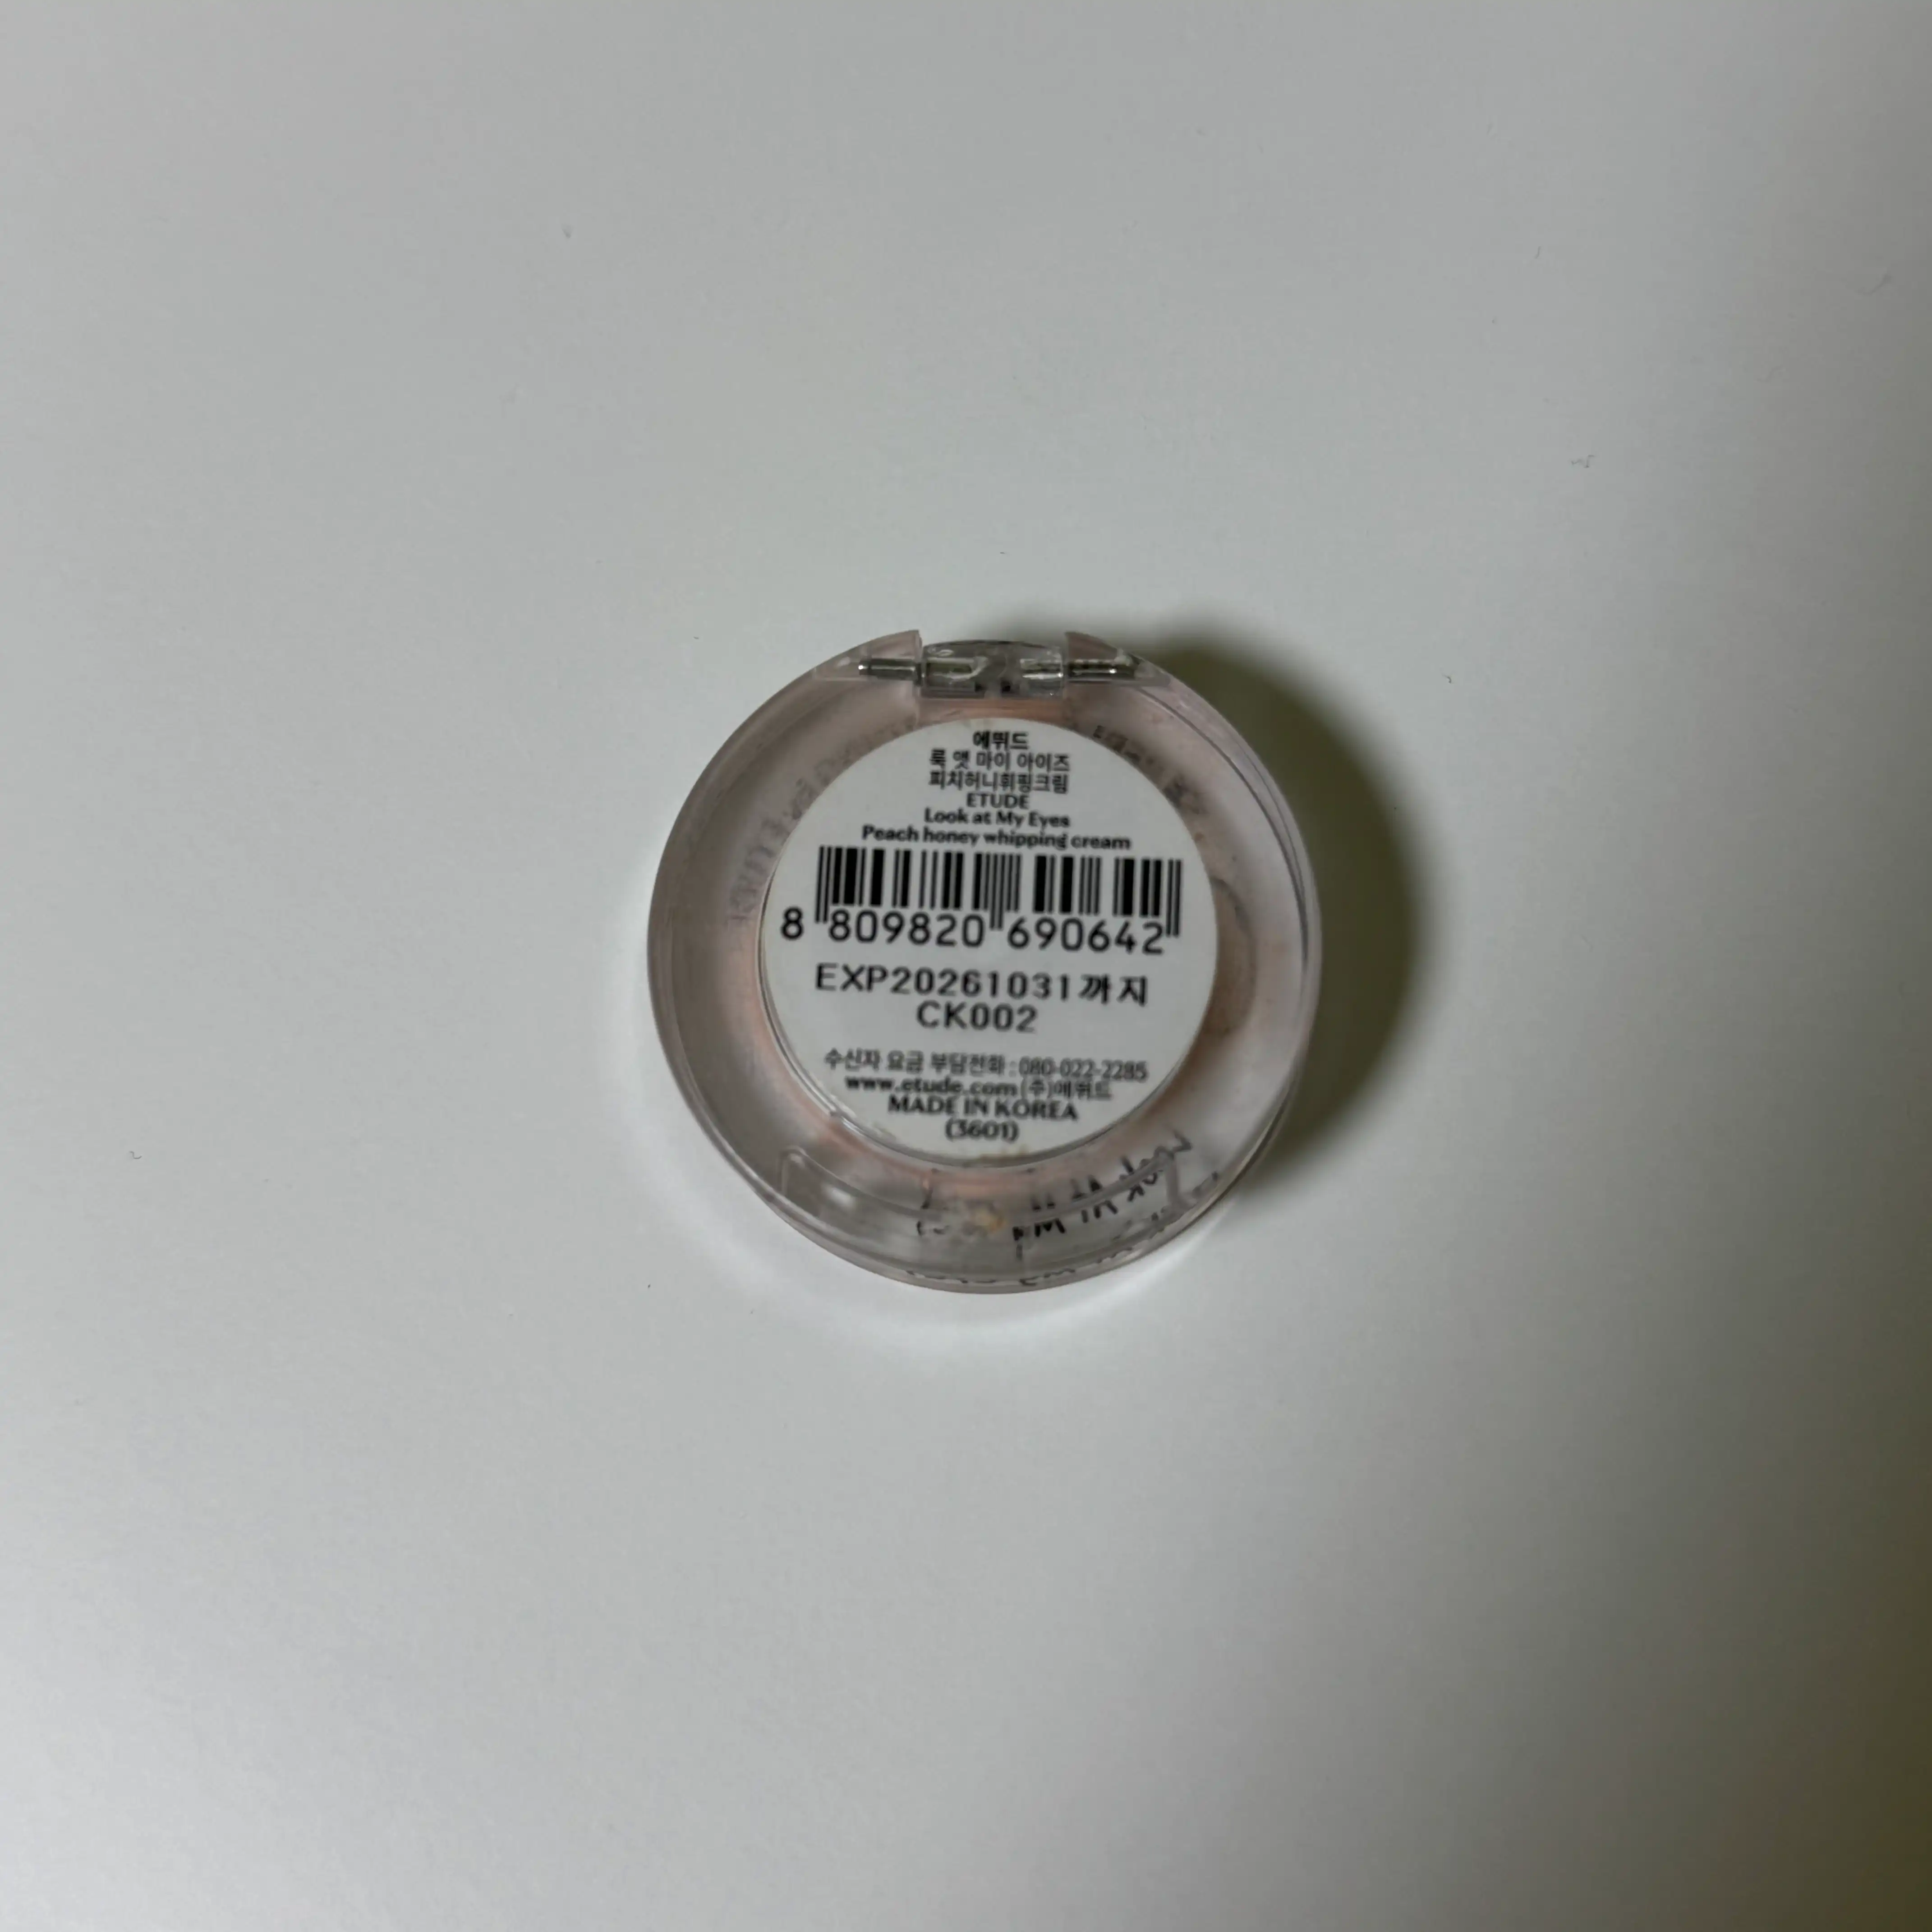 에뛰드
룩 앳 마이 아이즈
피치허니휘핑크림
ETUDE
Look at My Eyes
Peach honey whipping cream
8 809820 690642
EXP20261031까지
CK002
수신자 요금 부담전화 : 080-022-2285
www.etude.com (주)에뛰드
MADE IN KOREA
(3601)